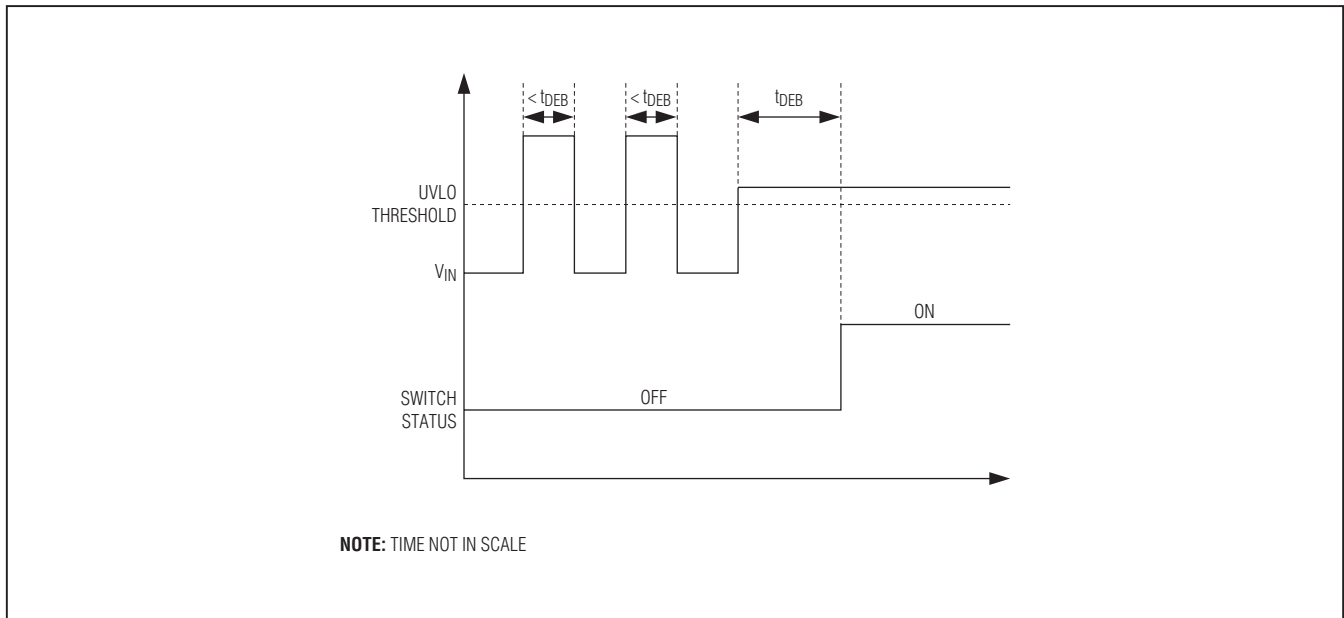 < tDEB
< tDEB
tDEB
UVLO
THRESHOLD
VIN
ON
SWITCH
STATUS
OFF
NOTE: TIME NOT IN SCALE